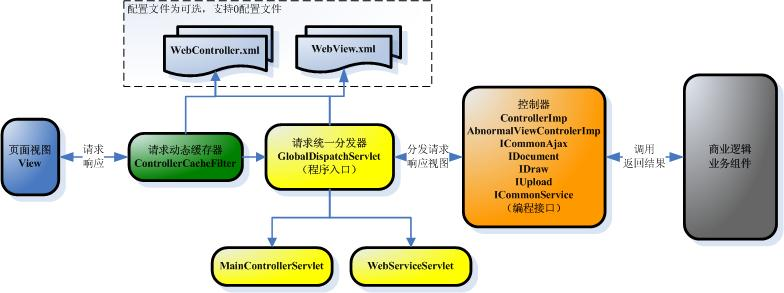 配置文件为可选，支持0配置文件
WebController.xml
WebView.xml
页面视图
View
请求
响应
请求动态缓存器
ControllerCacheFilter
请求统一分发器
GlobalDispatchServlet
（程序入口）
分发请求
响应视图
控制器
ControllerImp
AbnormalViewControlerImp
ICommonAjax
IDocument
IDraw
IUpload
ICommonService
（编程接口）
调用
返回结果
商业逻辑
业务组件
MainControllerServlet
WebServiceServlet